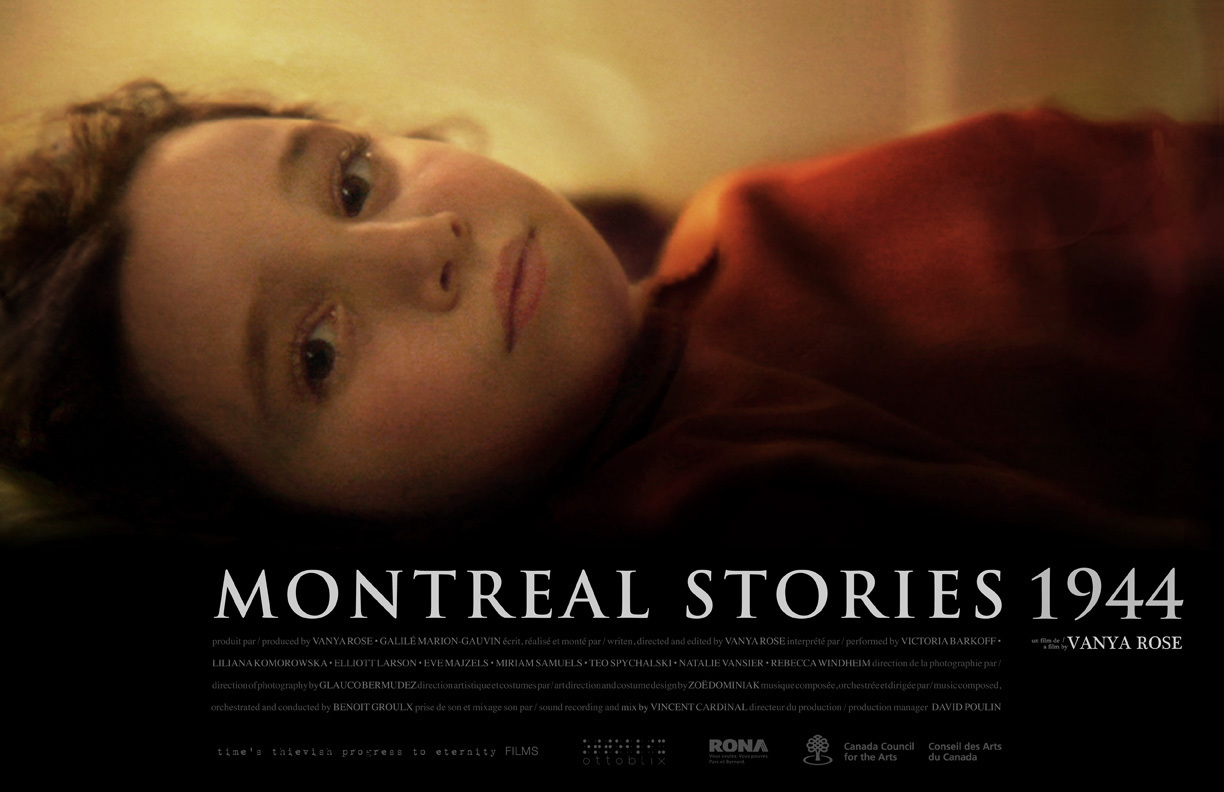 MONTREAL STORIES 1944
produit par / produced by VANYA ROSE • GALILÉ MARION-GAUVIN écrit, réalisé et monté par / writen, directed and edited by VANYA ROSE interprété par / performed by VICTORIA BARKOFF •
un film de / a film by VANYA ROSE
LILIANA KOMOROWSKA • ELLIOTT LARSON • EVE MAJZELS • MIRIAM SAMUELS • TEO SPYCHALSKI • NATALIE VANSIER • REBECCA WINDHEIM direction de la photographie par /
direction of photography by GLAUCO BERMUDEZ direction artistique et costumes par / art direction and costume design by ZOË DOMINIAK musique composée, orchestrée et dirigée par / music composed,
orchestrated and conducted by BENOIT GROULX prise de son et mixage son par / sound recording and mix by VINCENT CARDINAL directeur du production / production manager DAVID POULIN
time's thievish progress to eternity FILMS
ottoblix
RONA
Canada Council for the Arts
Conseil des Arts du Canada